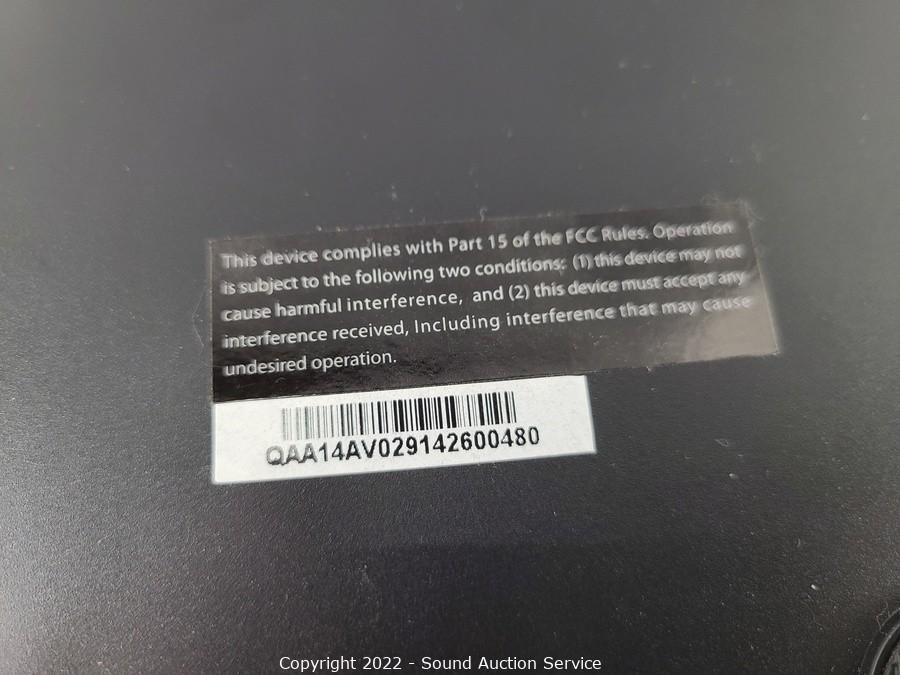 This device complies with Part 15 of the FCC Rules. Operation
is subject to the following two conditions: (1) this device may not
cause harmful interference, and (2) this device must accept any
interference received, Including interference that may cause
undesired operation.
QAA14AV029142600480
Copyright 2022 - Sound Auction Service